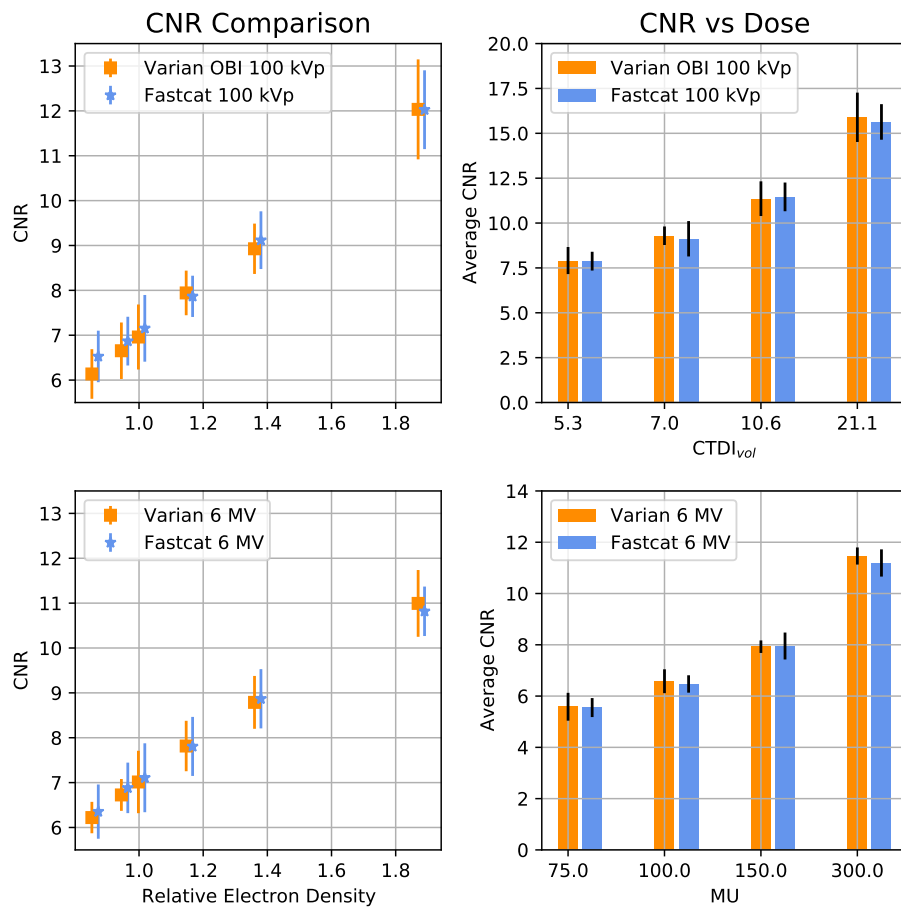 CNR Comparison
Varian OBI 100 kVp
Fastcat 100 kVp
CNR
13
12
11
10
9
8
7
6
1.0 1.2 1.4 1.6 1.8
CNR vs Dose
Varian OBI 100 kVp
Fastcat 100 kVp
Average CNR
20.0
17.5
15.0
12.5
10.0
7.5
5.0
2.5
0.0
5.3 7.0 10.6 21.1
CTDIvol
Varian 6 MV
Fastcat 6 MV
CNR
13
12
11
10
9
8
7
6
1.0 1.2 1.4 1.6 1.8
Relative Electron Density
Varian 6 MV
Fastcat 6 MV
Average CNR
14
12
10
8
6
4
2
0
75.0 100.0 150.0 300.0
MU